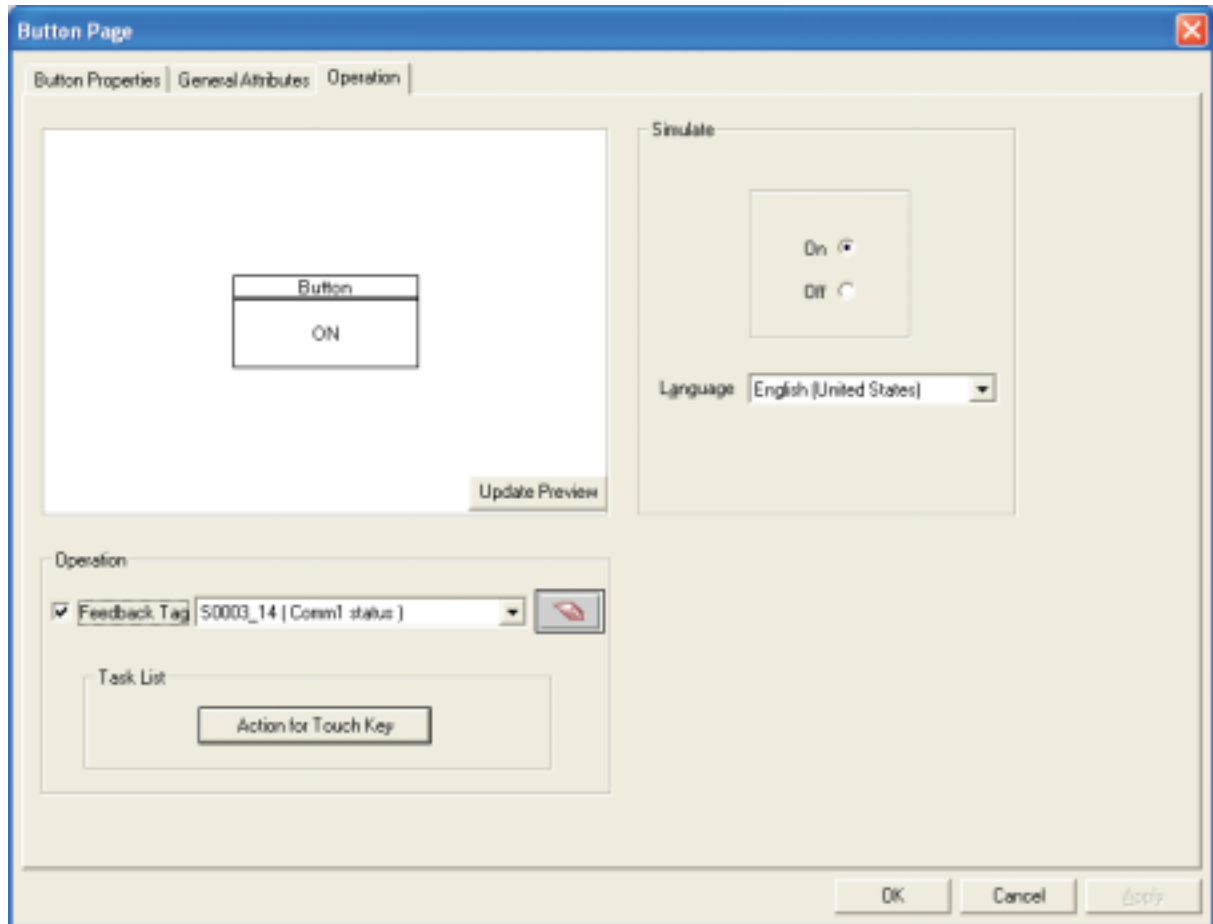 Button Page
Button Properties
General Attributes
Operation
Simulate
Button
ON
On
Off
Language
English (United States)
Update Preview
Operation
Feedback Tag
S0003_14 ( Comm1 status )
Task List
Action for Touch Key
OK
Cancel
Apply